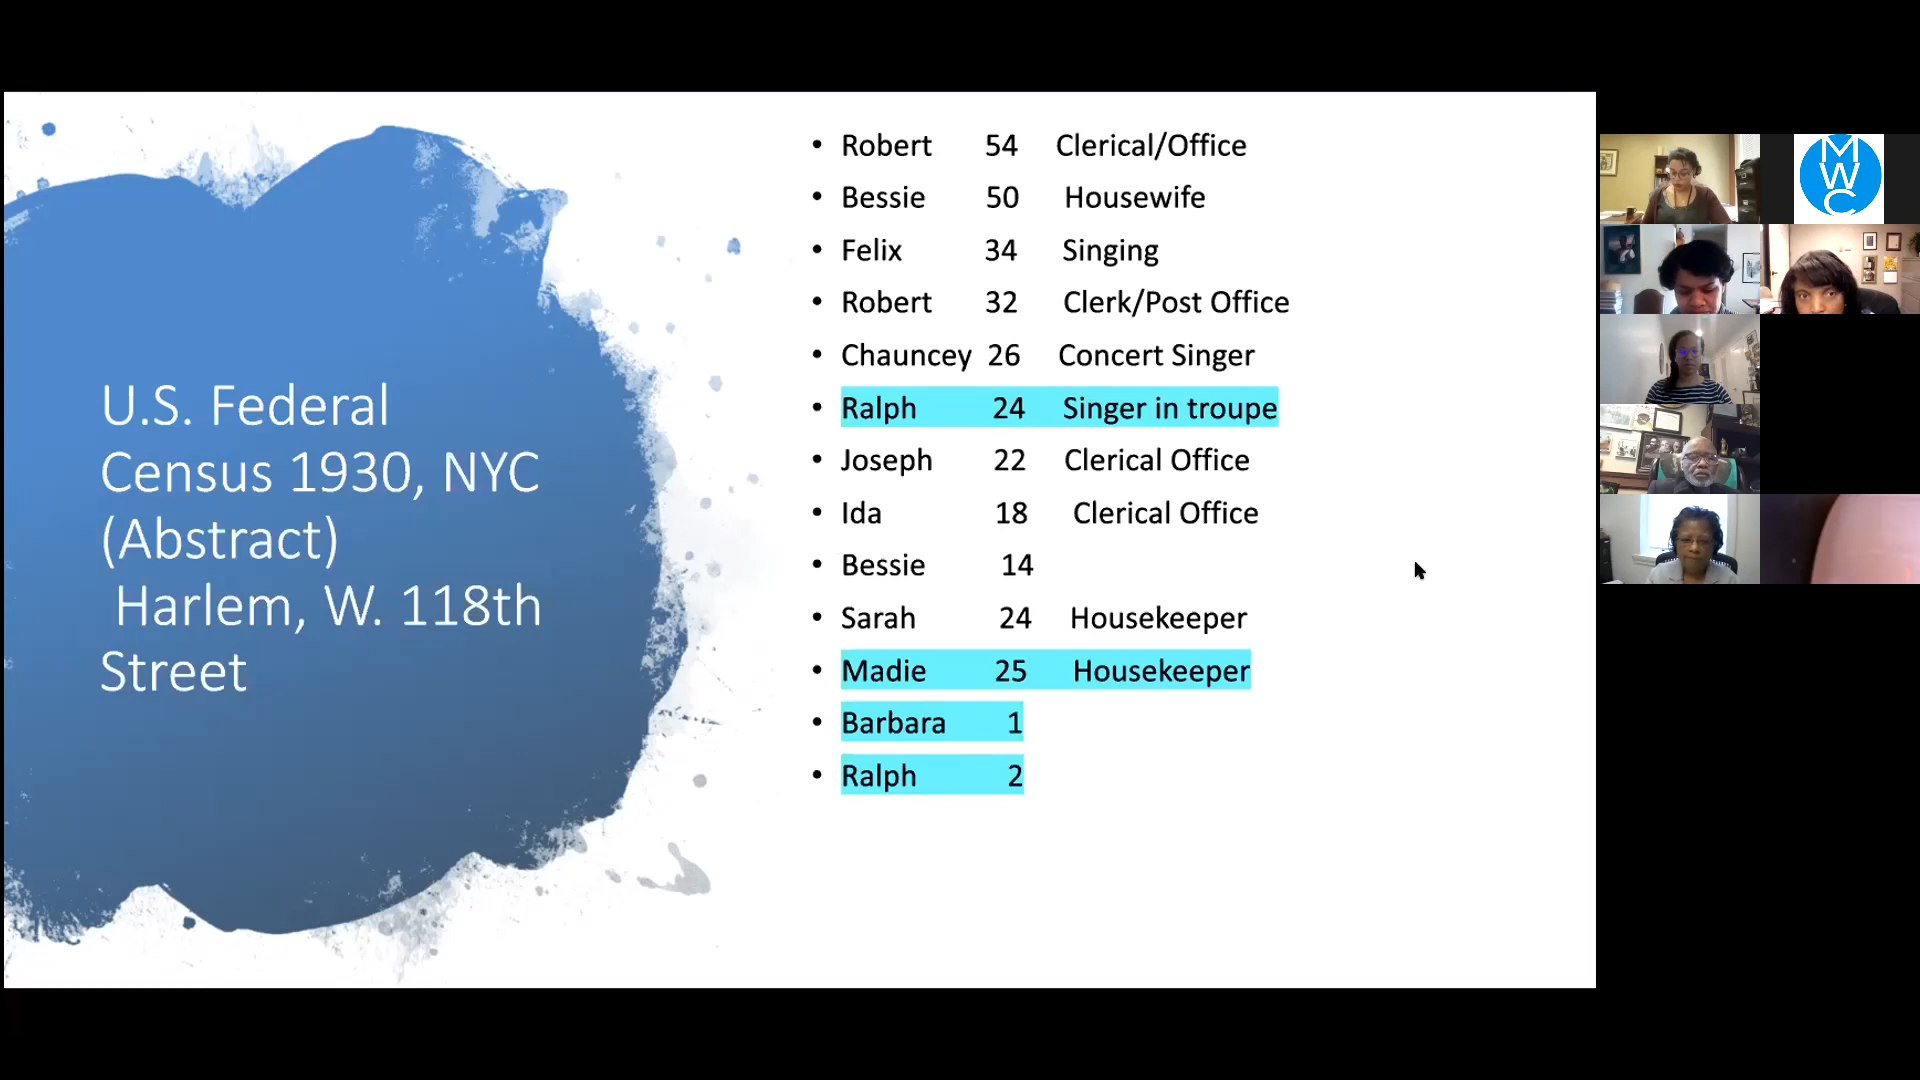 U.S. Federal
Census 1930, NYC
(Abstract)
Harlem, W. 118th
Street
• Robert 54 Clerical/Office
• Bessie 50 Housewife
• Felix 34 Singing
• Robert 32 Clerk/Post Office
• Chauncey 26 Concert Singer
• Ralph 24 Singer in troupe
• Joseph 22 Clerical Office
• Ida 18 Clerical Office
• Bessie 14
• Sarah 24 Housekeeper
• Madie 25 Housekeeper
• Barbara 1
• Ralph 2
M
W
C